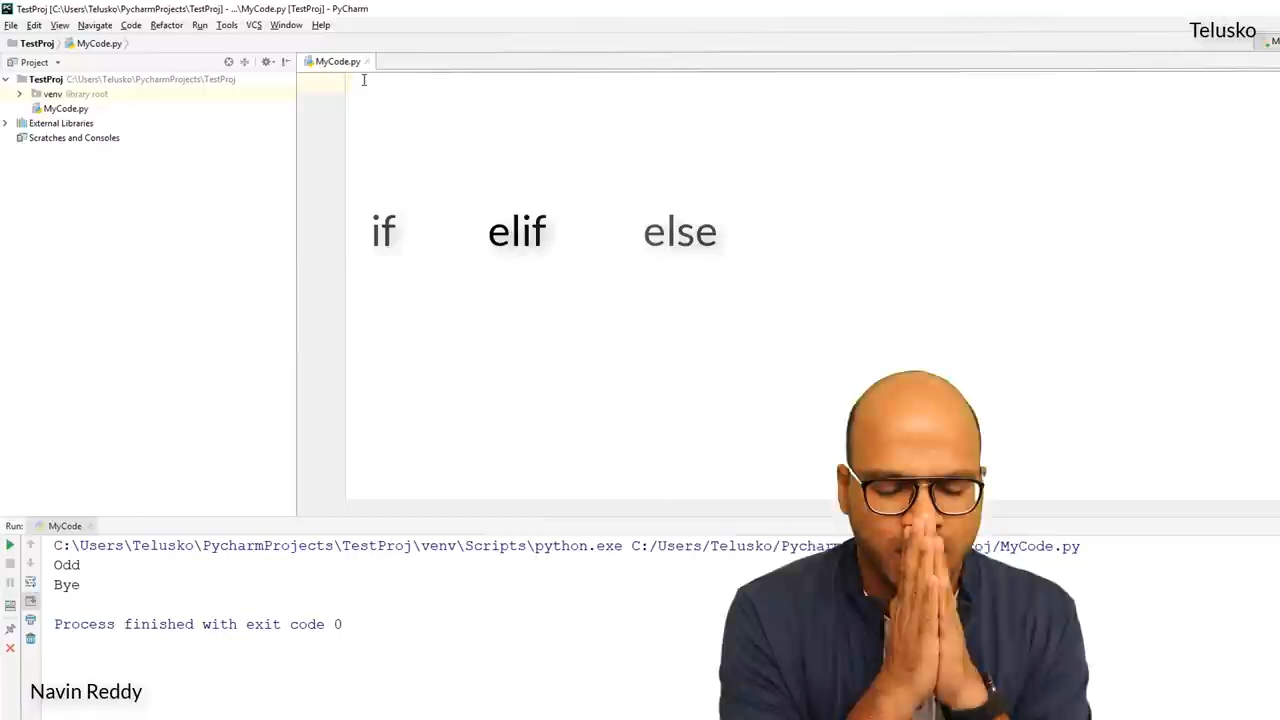 TestProj [C:\Users\Telusko\PycharmProjects\TestProj] - ...\MyCode.py [TestProj] - PyCharm
File Edit View Navigate Code Refactor Run Tools VCS Window Help
Telusko
TestProj MyCode.py
Project
MyCode.py
TestProj C:\Users\Telusko\PycharmProjects\TestProj
venv library root
MyCode.py
External Libraries
Scratches and Consoles
if elif else
Run: MyCode
C:\Users\Telusko\PycharmProjects\TestProj\venv\Scripts\python.exe C:/Users/Telusko/Pychar oj/MyCode.py
Odd
Bye
Process finished with exit code 0
Navin Reddy